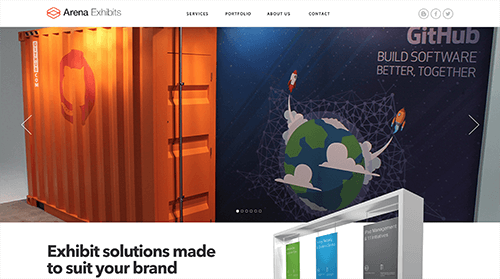 Arena Exhibits
SERVICES PORTFOLIO ABOUT US CONTACT
GitHub
BUILD SOFTWARE
BETTER, TOGETHER
Exhibit solutions made
to suit your brand